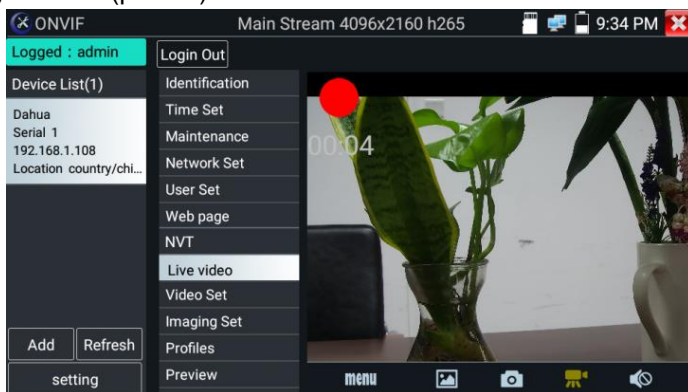 ONVIF
Main Stream 4096x2160 h265
9:34 PM
Logged : admin
Login Out
Device List(1)
Dahua
Serial 1
192.168.1.108
Location country/chi...
Identification
Time Set
Maintenance
Network Set
User Set
Web page
NVT
Live video
Video Set
Imaging Set
Profiles
Preview
00:04
Add
Refresh
setting
menu